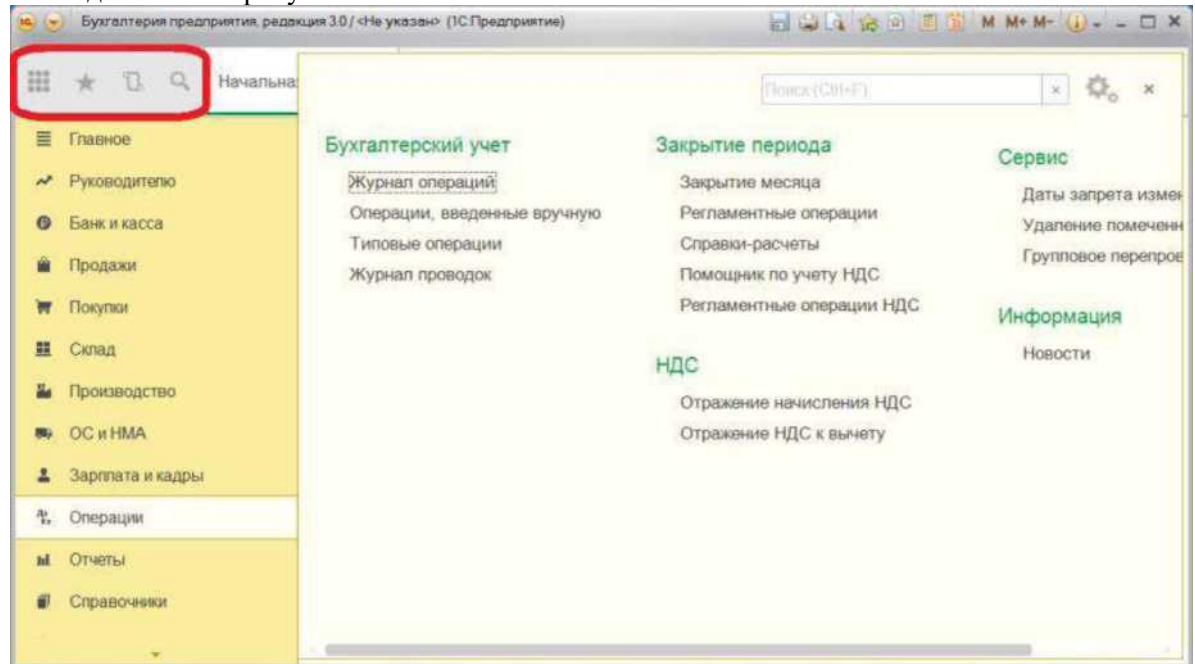 Бухгалтерия предприятия, редакция 3.0 / <Не указан> (1С:Предприятие)
M M+ M-
Начальная
Поиск (Ctrl+F)
Главное
Руководителю
Банк и касса
Продажи
Покупки
Склад
Производство
ОС и НМА
Зарплата и кадры
Операции
Отчеты
Справочники
Бухгалтерский учет
Журнал операций
Операции, введенные вручную
Типовые операции
Журнал проводок
Закрытие периода
Закрытие месяца
Регламентные операции
Справки-расчеты
Помощник по учету НДС
Регламентные операции НДС
НДС
Отражение начисления НДС
Отражение НДС к вычету
Сервис
Даты запрета измен
Удаление помеченн
Групповое перепров
Информация
Новости